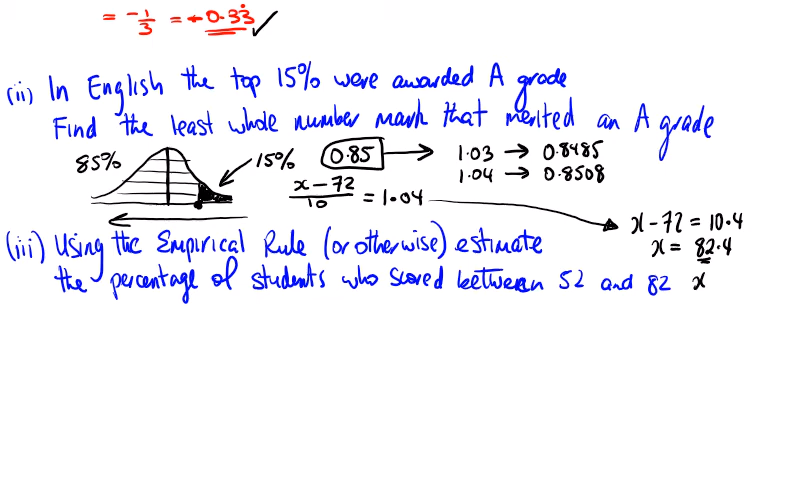 = -1/3 = -0.33̇ ✓
(ii) In English the top 15% were awarded A grade
Find the least whole number mark that merited an A grade
85%
15%
0.85 → 1.03 → 0.8485
1.04 → 0.8508
x-72/10 = 1.04
x-72 = 10.4
x = 82.4
(iii) Using the Empirical Rule (or otherwise) estimate
the percentage of students who scored between 52 and 82
x